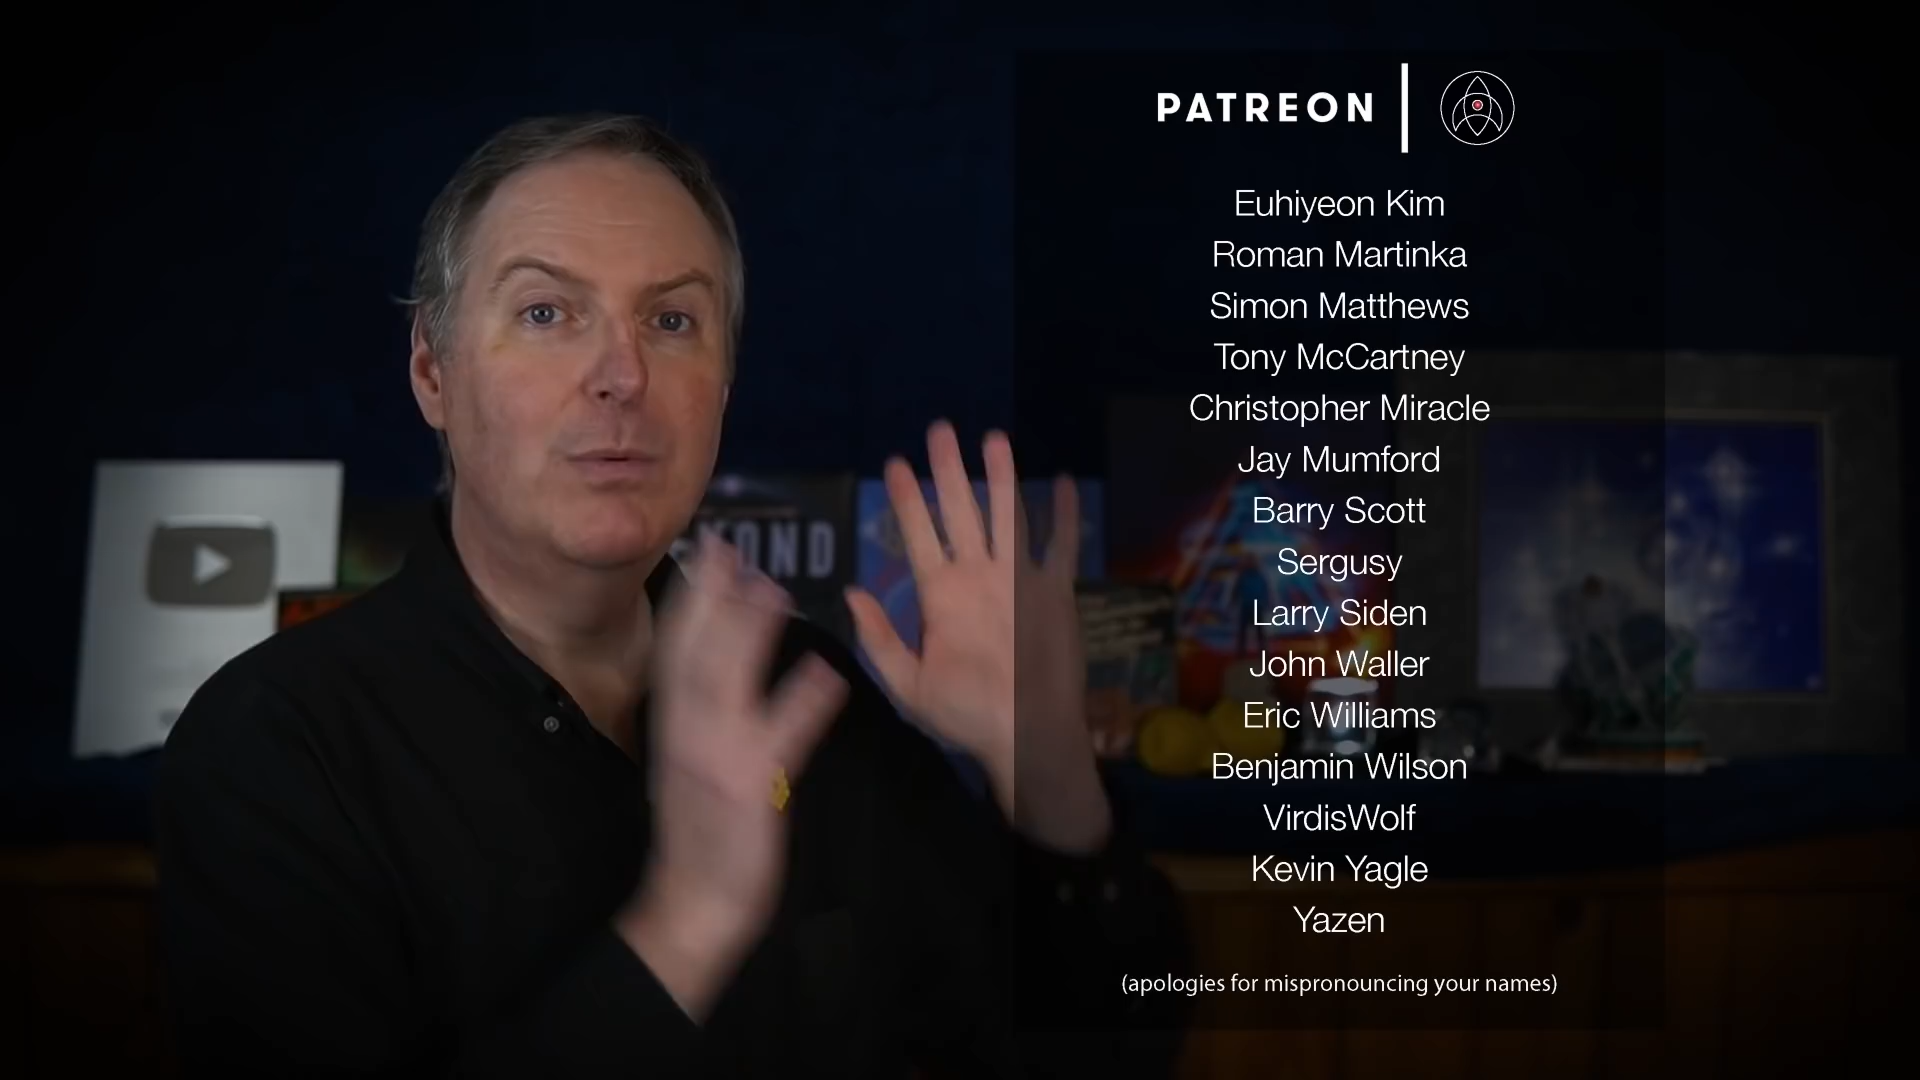 PATREON
Euhiyeon Kim
Roman Martinka
Simon Matthews
Tony McCartney
Christopher Miracle
Jay Mumford
Barry Scott
Sergusy
Larry Siden
John Waller
Eric Williams
Benjamin Wilson
VirdisWolf
Kevin Yagle
Yazen
(apologies for mispronouncing your names)